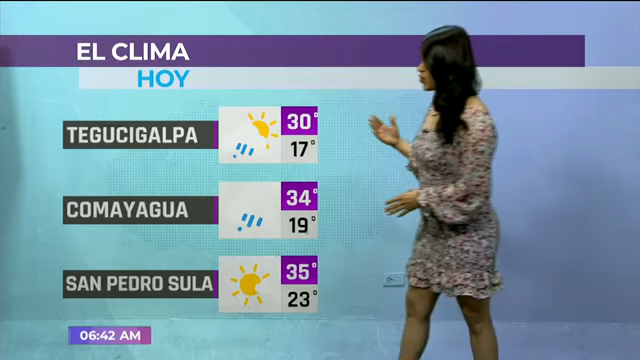 EL CLIMA
HOY
TEGUCIGALPA 30° 17°
COMAYAGUA 34° 19°
SAN PEDRO SULA 35° 23°
06:42 AM